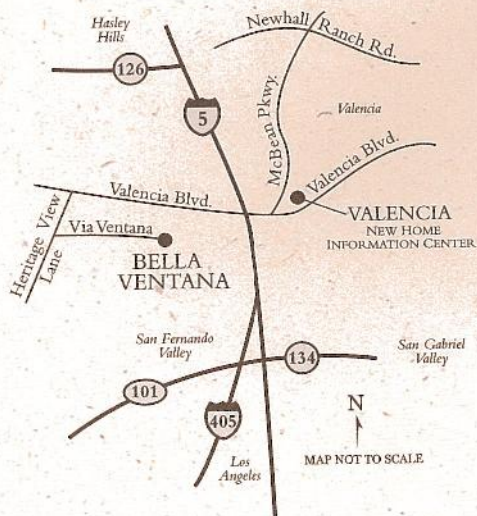 Hasley
Hills
Newhall Ranch Rd.
126
5
McBean Pkwy.
Valencia
Valencia Blvd.
Valencia Blvd.
VALENCIA
NEW HOME
INFORMATION CENTER
Heritage View
Lane
Via Ventana
BELLA
VENTANA
San Fernando
Valley
134
San Gabriel
Valley
101
405
Los
Angeles
N
MAP NOT TO SCALE